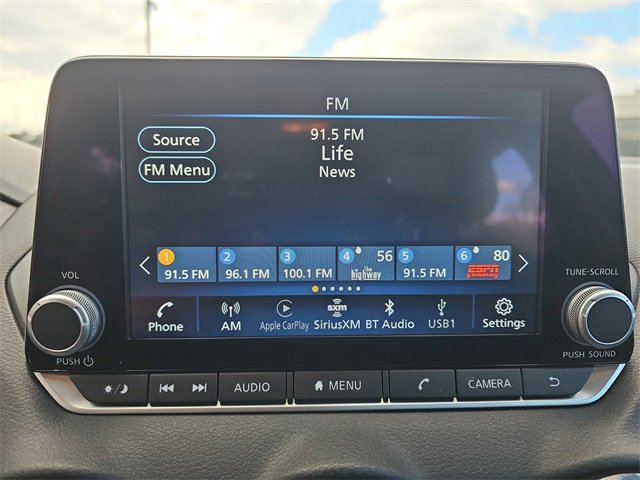 FM
Source
91.5 FM
Life
FM Menu
News
1 2 3 4 56 5 6 80
91.5 FM 96.1 FM 100.1 FM the highway 91.5 FM ESPN
VOL
TUNE·SCROLL
Phone AM Apple CarPlay sxm SiriusXM BT Audio USB1 Settings
PUSH
PUSH SOUND
AUDIO MENU CAMERA